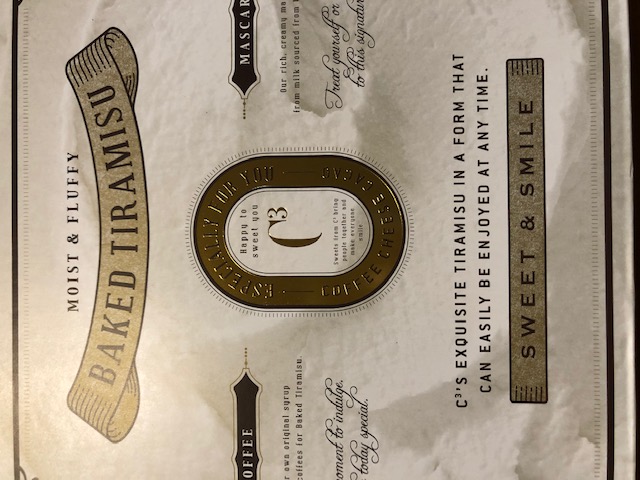 MOIST & FLUFFY
BAKED TIRAMISU
OFFEE
r own original syrup
coffees for Baked Tiramisu.
oment to indulge,
today special.
ESPECIALLY FOR YOU
Happy to
sweet you
C³
Sweets from C³ bring
people together and
make everyone
smile
COFFEE CHEESE CACAO
MASCAR
Our rich, creamy ma
from milk sourced from
Treat yourself or
to this signatur
C³'S EXQUISITE TIRAMISU IN A FORM THAT
CAN EASILY BE ENJOYED AT ANY TIME.
SWEET & SMILE